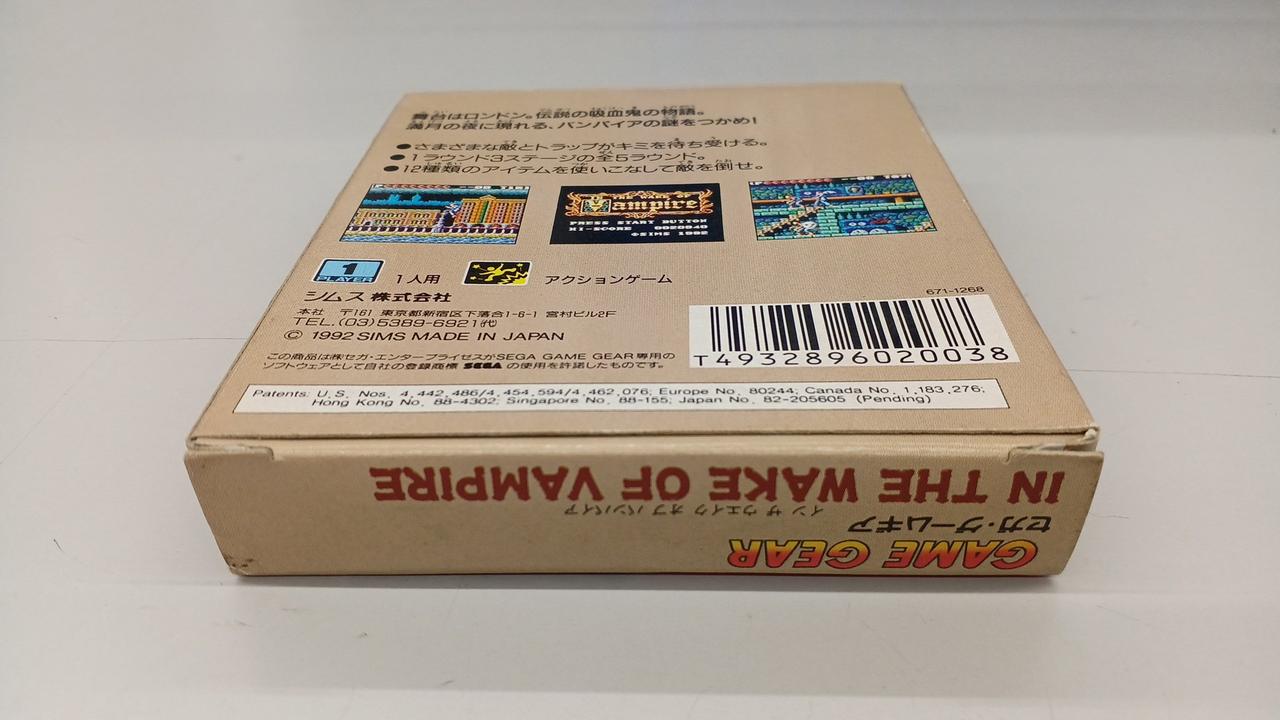 舞台はロンドン。伝説の吸血鬼の物語。
満月の夜に現れる、バンパイアの謎をつかめ!
●さまざまな敵とトラップがキミを待ち受ける。
●1ラウンド3ステージの全5ラウンド。
●12種類のアイテムを使いこなして敵を倒せ。
THE WAKE OF
Vampire
PRESS START BUTTON
HI-SCORE 0020040
©SIMS 1992
1
PLAYER
1人用
アクションゲーム
シムス株式会社
本社 〒161 東京都新宿区下落合1-6-1 宮村ビル2F
TEL.(03)5389-6921(代)
© 1992 SIMS MADE IN JAPAN
この商品は(株)セガ・エンタープライゼスがSEGA GAME GEAR専用の
ソフトウェアとして自社の登録商標 SEGA の使用を許諾したものです。
671-1268
T4932896020038
Patents: U.S. Nos. 4,442,486/4,454,594/4,462,076; Europe No. 80244; Canada No. 1,183,276;
Hong Kong No. 88-4302; Singapore No. 88-155; Japan No. 82-205605 (Pending)
GAME GEAR
セガ・ゲームギア
イン ザ ウェイク オブ バンパイア
IN THE WAKE OF VAMPIRE